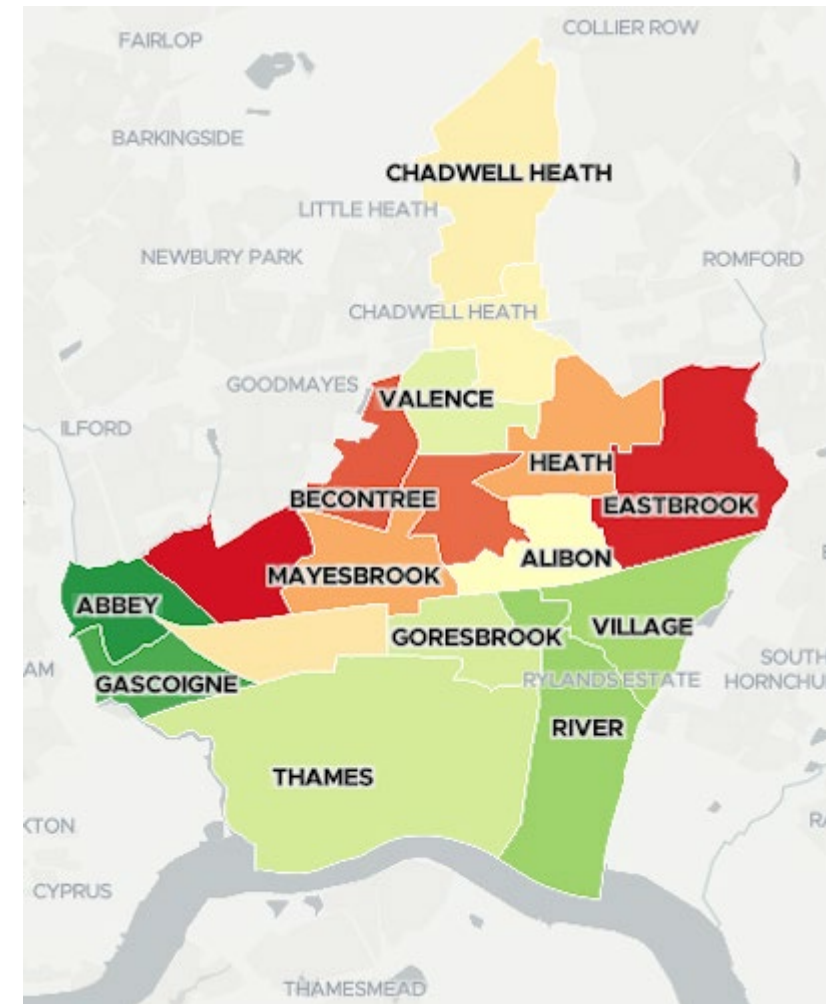 COLLIER ROW
FAIRLOP
BARKINGSIDE
CHADWELL HEATH
LITTLE HEATH
NEWBURY PARK
ROMFORD
CHADWELL HEATH
GOODMAYES
VALENCE
ILFORD
HEATH
BECONTREE
EASTBROOK
ALIBON
MAYESBROOK
ABBEY
GORESBROOK
VILLAGE
SOUTH
HORNCHU
AM
GASCOIGNE
RYLANDS ESTATE
RIVER
THAMES
KTON
RA
CYPRUS
THAMESMEAD